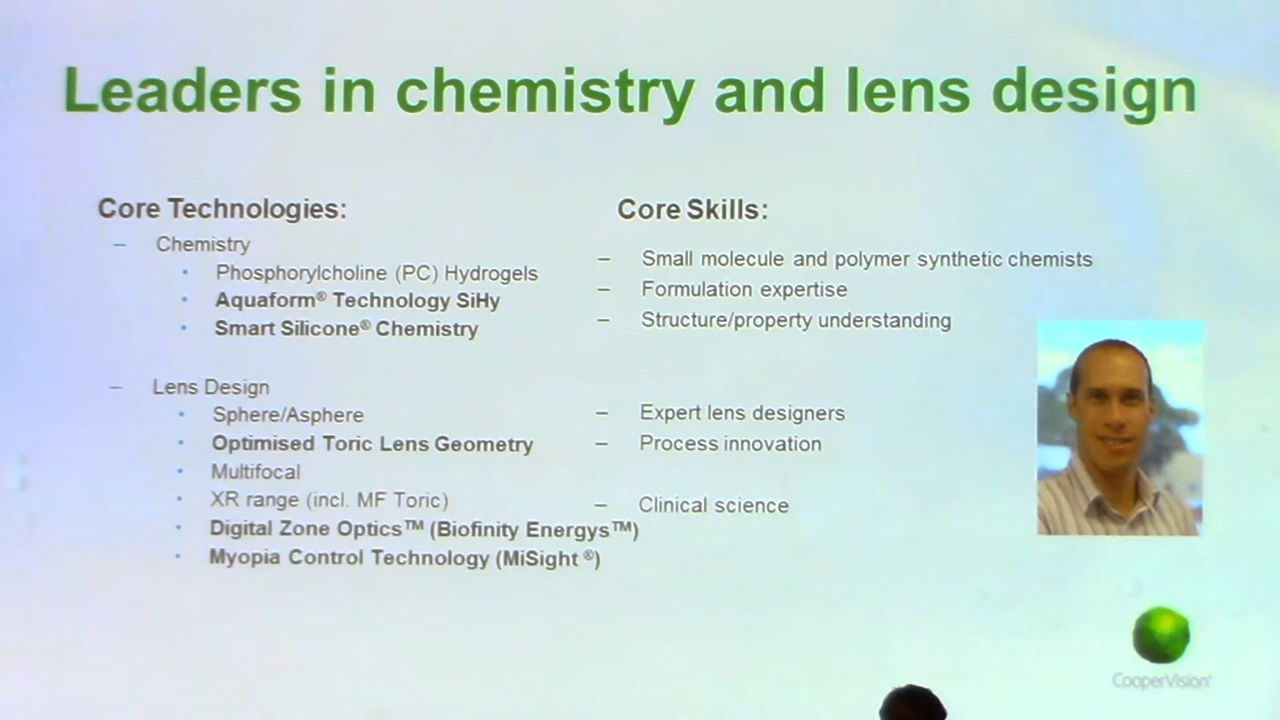 Leaders in chemistry and lens design
Core Technologies:
– Chemistry
• Phosphorylcholine (PC) Hydrogels
• Aquaform® Technology SiHy
• Smart Silicone® Chemistry
– Lens Design
• Sphere/Asphere
• Optimised Toric Lens Geometry
• Multifocal
• XR range (incl. MF Toric)
• Digital Zone Optics™ (Biofinity Energys™)
• Myopia Control Technology (MiSight ®)
Core Skills:
– Small molecule and polymer synthetic chemists
– Formulation expertise
– Structure/property understanding
– Expert lens designers
– Process innovation
– Clinical science
CooperVision®